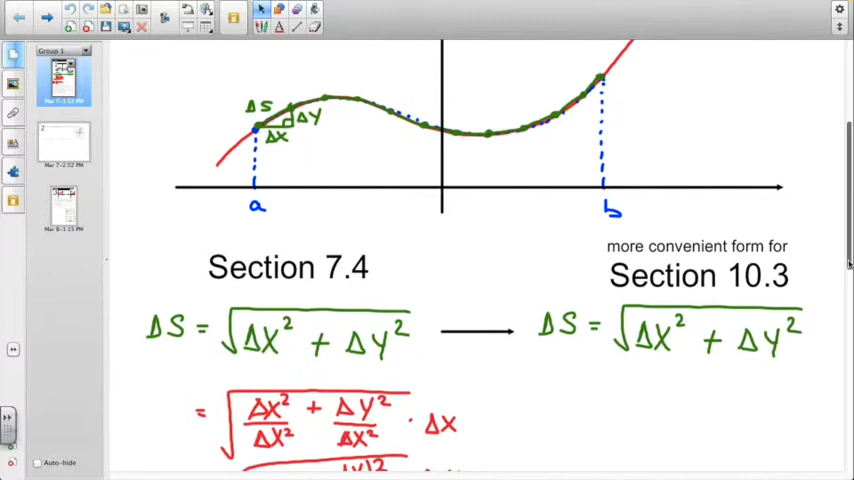 Group 1
Mar 7-1:52 PM
2
Mar 7-2:02 PM
Mar 8-1:15 PM
Auto-hide
ΔS
ΔY
ΔX
a
b
Section 7.4
more convenient form for
Section 10.3
ΔS = √ΔX² + ΔY²
ΔS = √ΔX² + ΔY²
= √ΔX²/ΔX² + ΔY²/ΔX² · ΔX